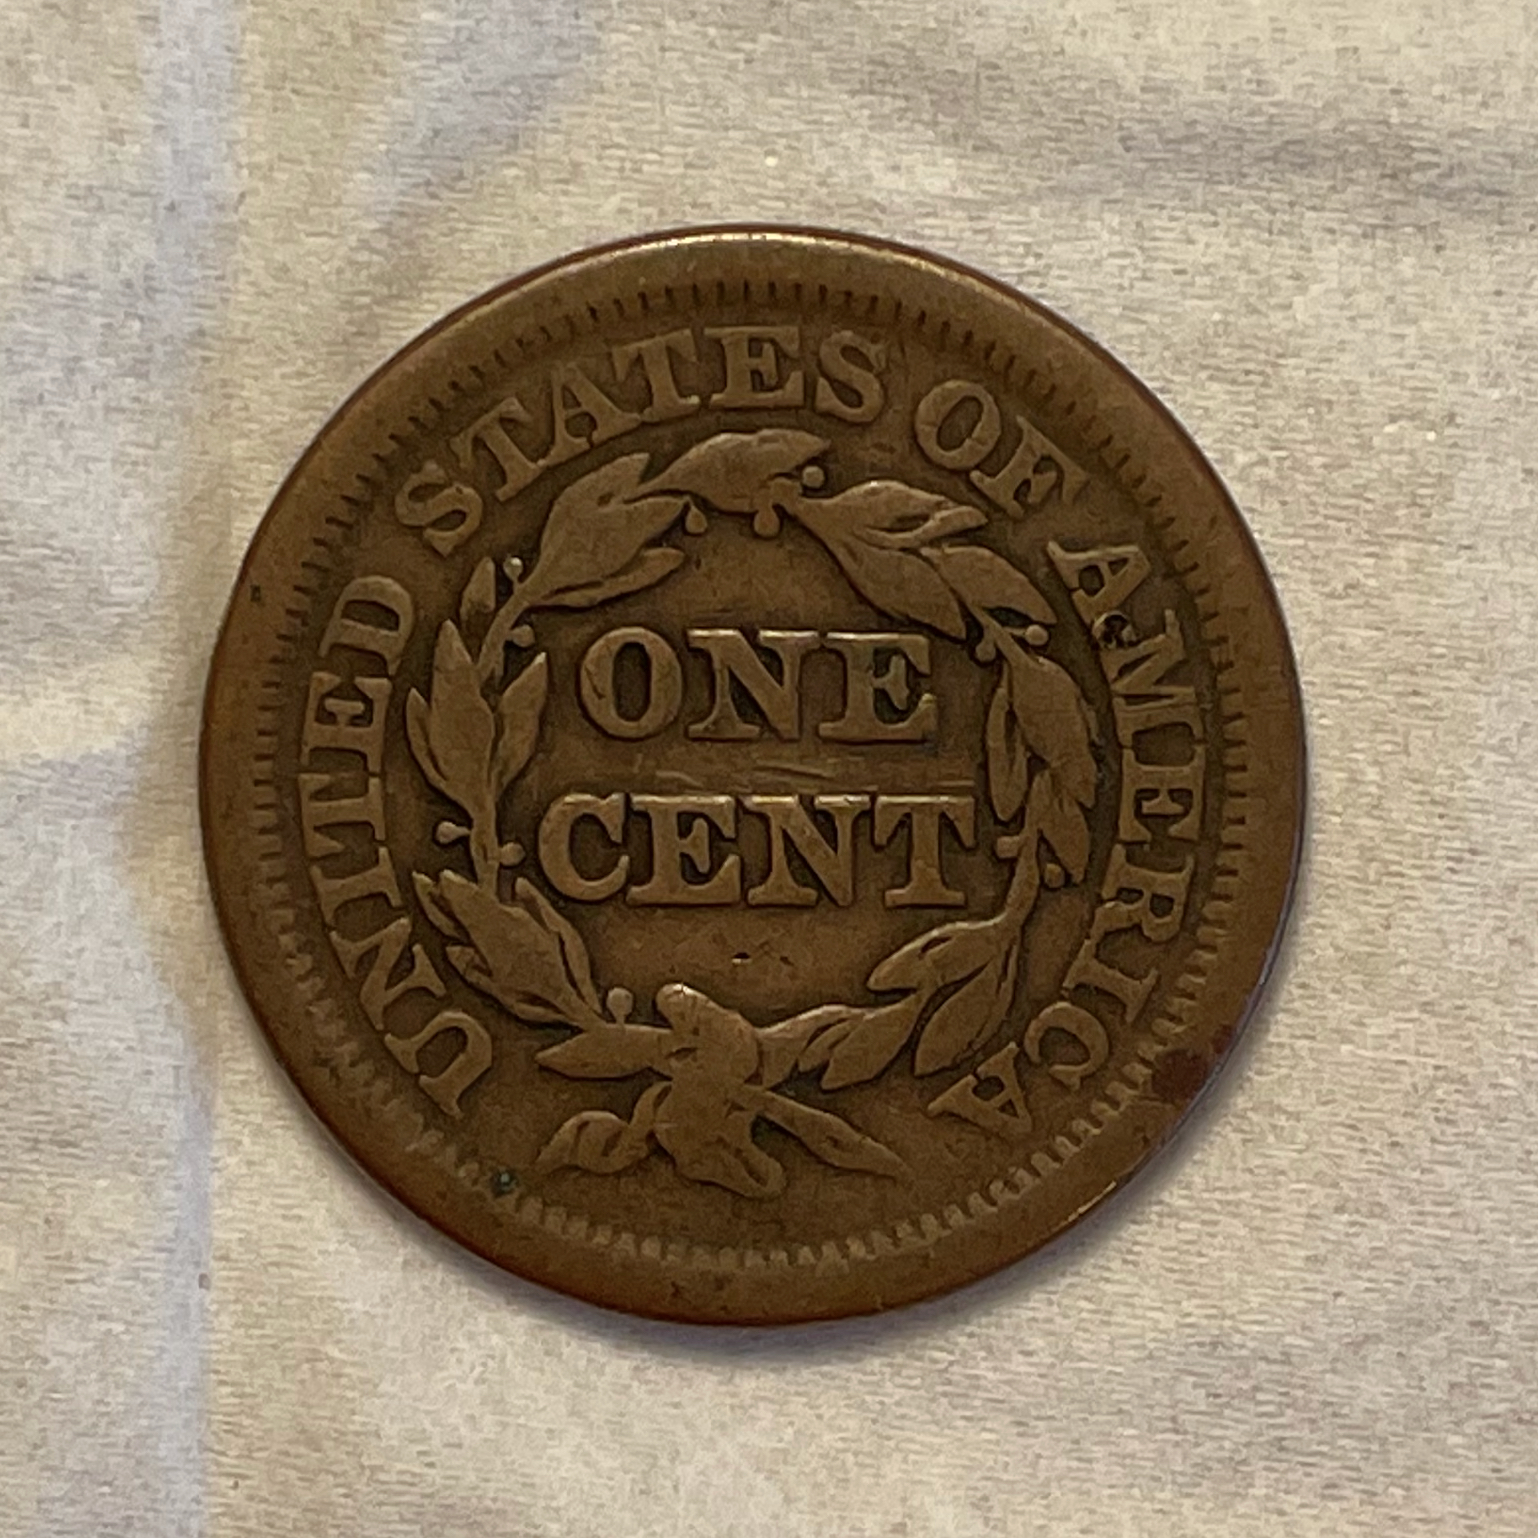 UNITED STATES OF AMERICA
ONE
CENT